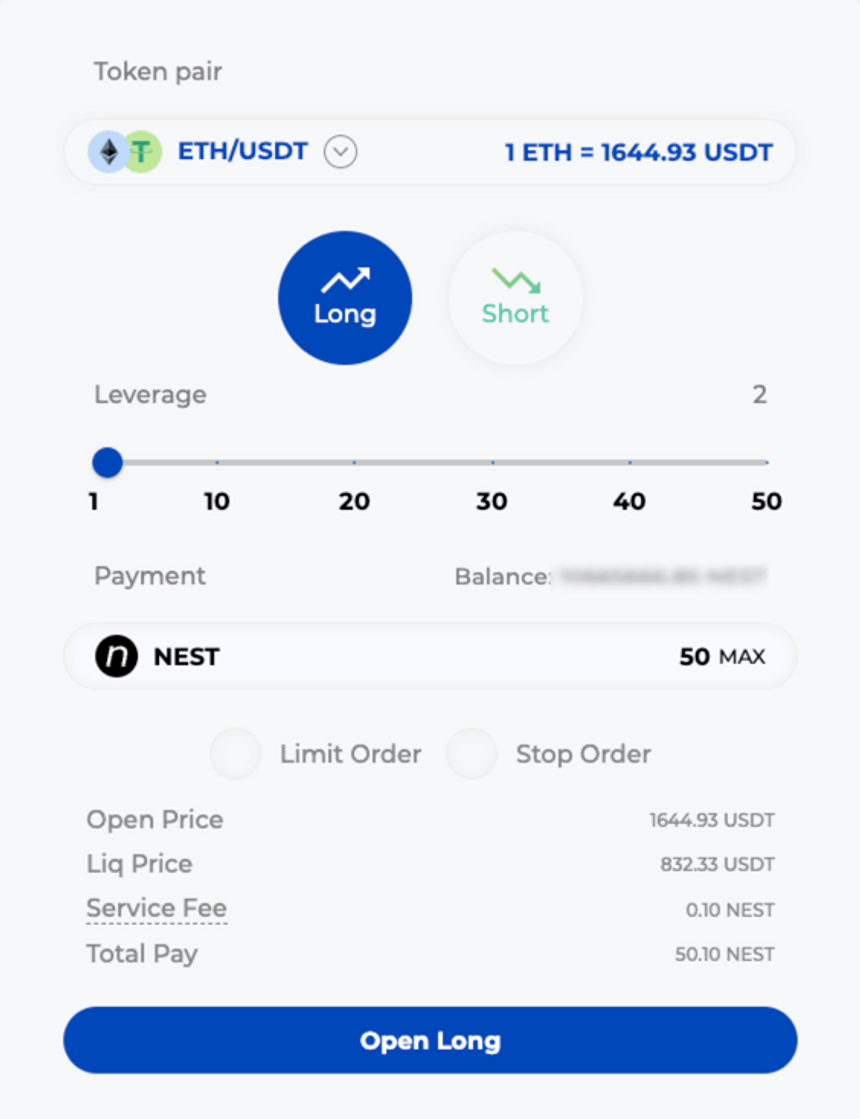 Token pair
ETH/USDT 1 ETH = 1644.93 USDT
Long Short
Leverage 2
1 10 20 30 40 50
Payment Balance:
n NEST 50 MAX
Limit Order Stop Order
Open Price 1644.93 USDT
Liq Price 832.33 USDT
Service Fee 0.10 NEST
Total Pay 50.10 NEST
Open Long